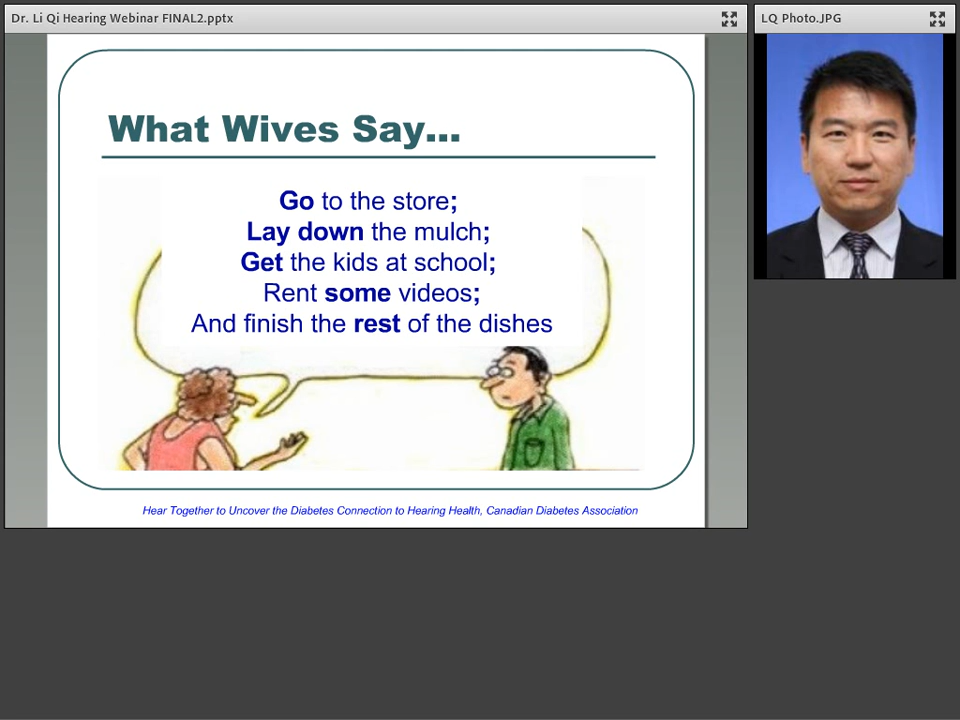 Dr. Li Qi Hearing Webinar FINAL2.pptx
LQ Photo.JPG
What Wives Say...
Go to the store;
Lay down the mulch;
Get the kids at school;
Rent some videos;
And finish the rest of the dishes
Hear Together to Uncover the Diabetes Connection to Hearing Health, Canadian Diabetes Association